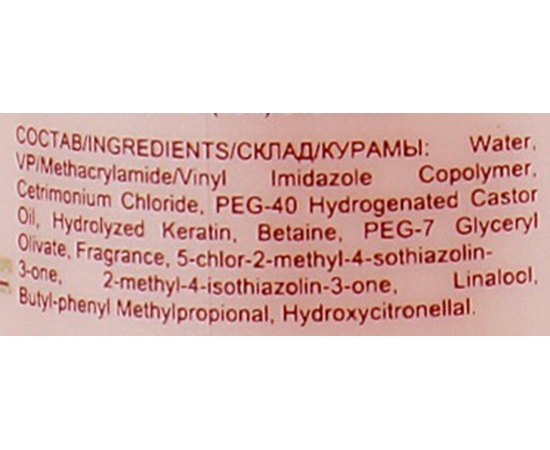 СОСТАВ/INGREDIENTS/СКЛАД/КУРАМЫ: Water,
VP/Methacrylamide/Vinyl Imidazole Copolymer,
Cetrimonium Chloride, PEG-40 Hydrogenated Castor
Oil, Hydrolyzed Keratin, Betaine, PEG-7 Glyceryl
Olivate, Fragrance, 5-chlor-2-methyl-4-sothiazolin-
3-one, 2-methyl-4-isothiazolin-3-one, Linalocl,
Butyl-phenyl Methylpropional, Hydroxycitronellal.